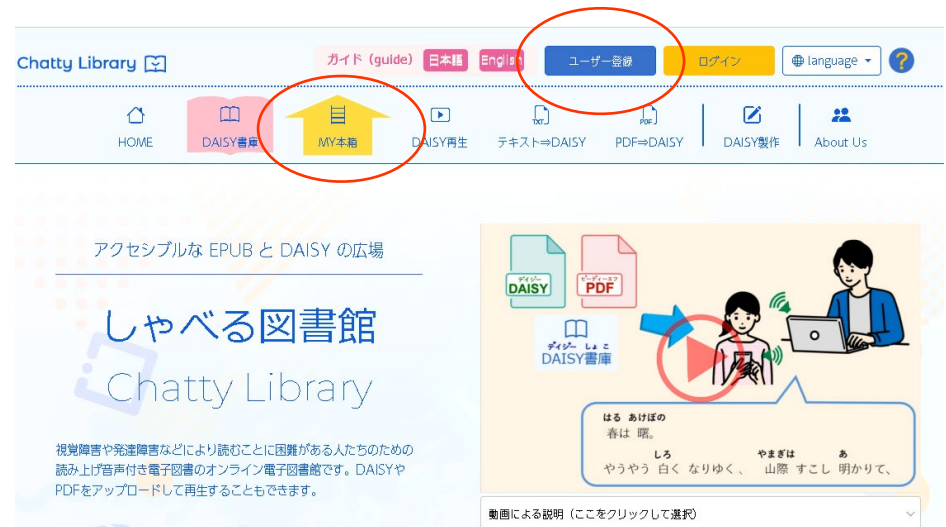 Chatty Library
ガイド (guide) 日本語 English ユーザー登録 ログイン language ?
HOME DAISY書庫 MY本箱 DAISY再生 テキスト⇒DAISY PDF⇒DAISY DAISY製作 About Us
TXT
PDF
アクセシブルな EPUB と DAISY の広場
しゃべる図書館
Chatty Library
視覚障害や発達障害などにより読むことに困難がある人たちのための
読み上げ音声付き電子図書のオンライン電子図書館です。DAISYや
PDFをアップロードして再生することもできます。
デイジー
DAISY
ピーディーエフ
PDF
デイジー しょこ
DAISY書庫
はる あけぼの
春は 曙。
しろ やまぎは あ
やうやう 白く なりゆく、 山際 すこし 明かりて、
動画による説明（ここをクリックして選択）